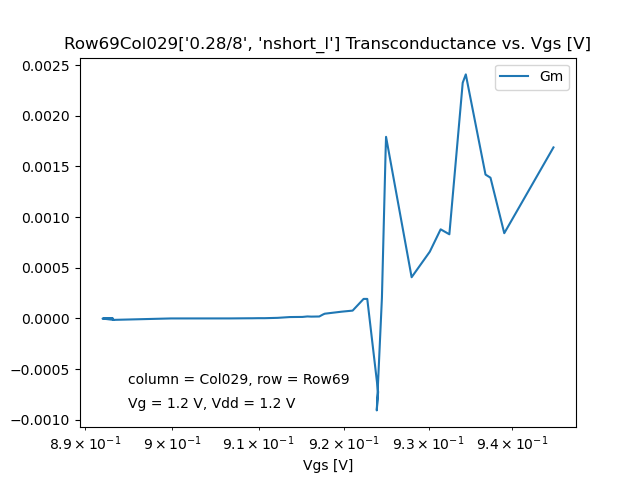 Row69Col029['0.28/8', 'nshort_l'] Transconductance vs. Vgs [V]
Gm
0.0025
0.0020
0.0015
0.0010
0.0005
0.0000
−0.0005
−0.0010
column = Col029, row = Row69
Vg = 1.2 V, Vdd = 1.2 V
8.9 × 10⁻¹ 9 × 10⁻¹ 9.1 × 10⁻¹ 9.2 × 10⁻¹ 9.3 × 10⁻¹ 9.4 × 10⁻¹
Vgs [V]